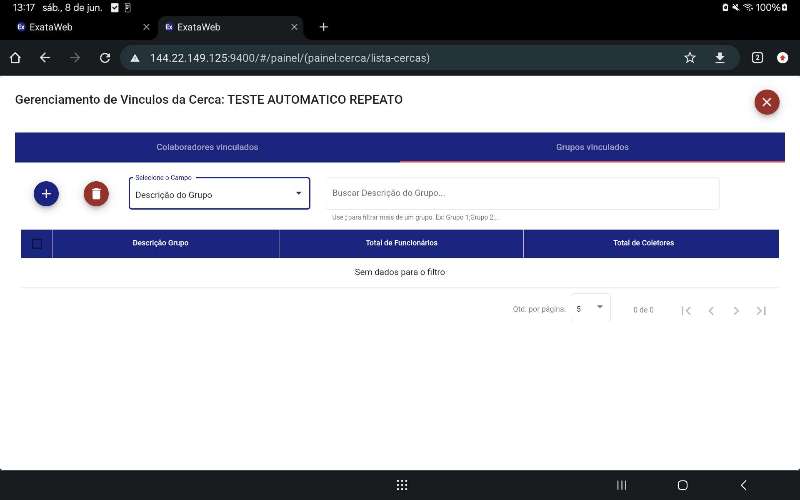 13:17 sáb., 8 de jun. 100%
ExataWeb
ExataWeb
144.22.149.125:9400/#/painel/(painel:cerca/lista-cercas) 2
Gerenciamento de Vinculos da Cerca: TESTE AUTOMATICO REPEATO
Colaboradores vinculados Grupos vinculados
Selecione o Campo
Descrição do Grupo
Buscar Descrição do Grupo...
Use ; para filtrar mais de um grupo. Ex: Grupo 1;Grupo 2...
Descrição Grupo Total de Funcionários Total de Coletores
Sem dados para o filtro
Qtd. por página: 5 0 de 0